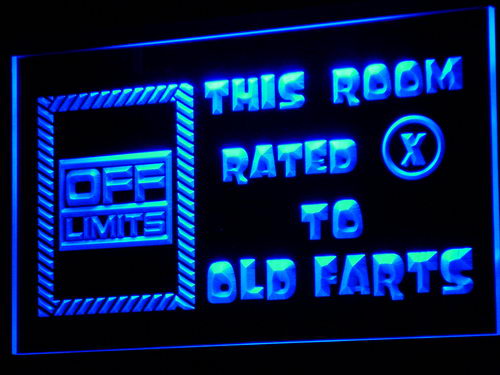 OFF
LIMITS
THIS ROOM
RATED X
TO
OLD FARTS